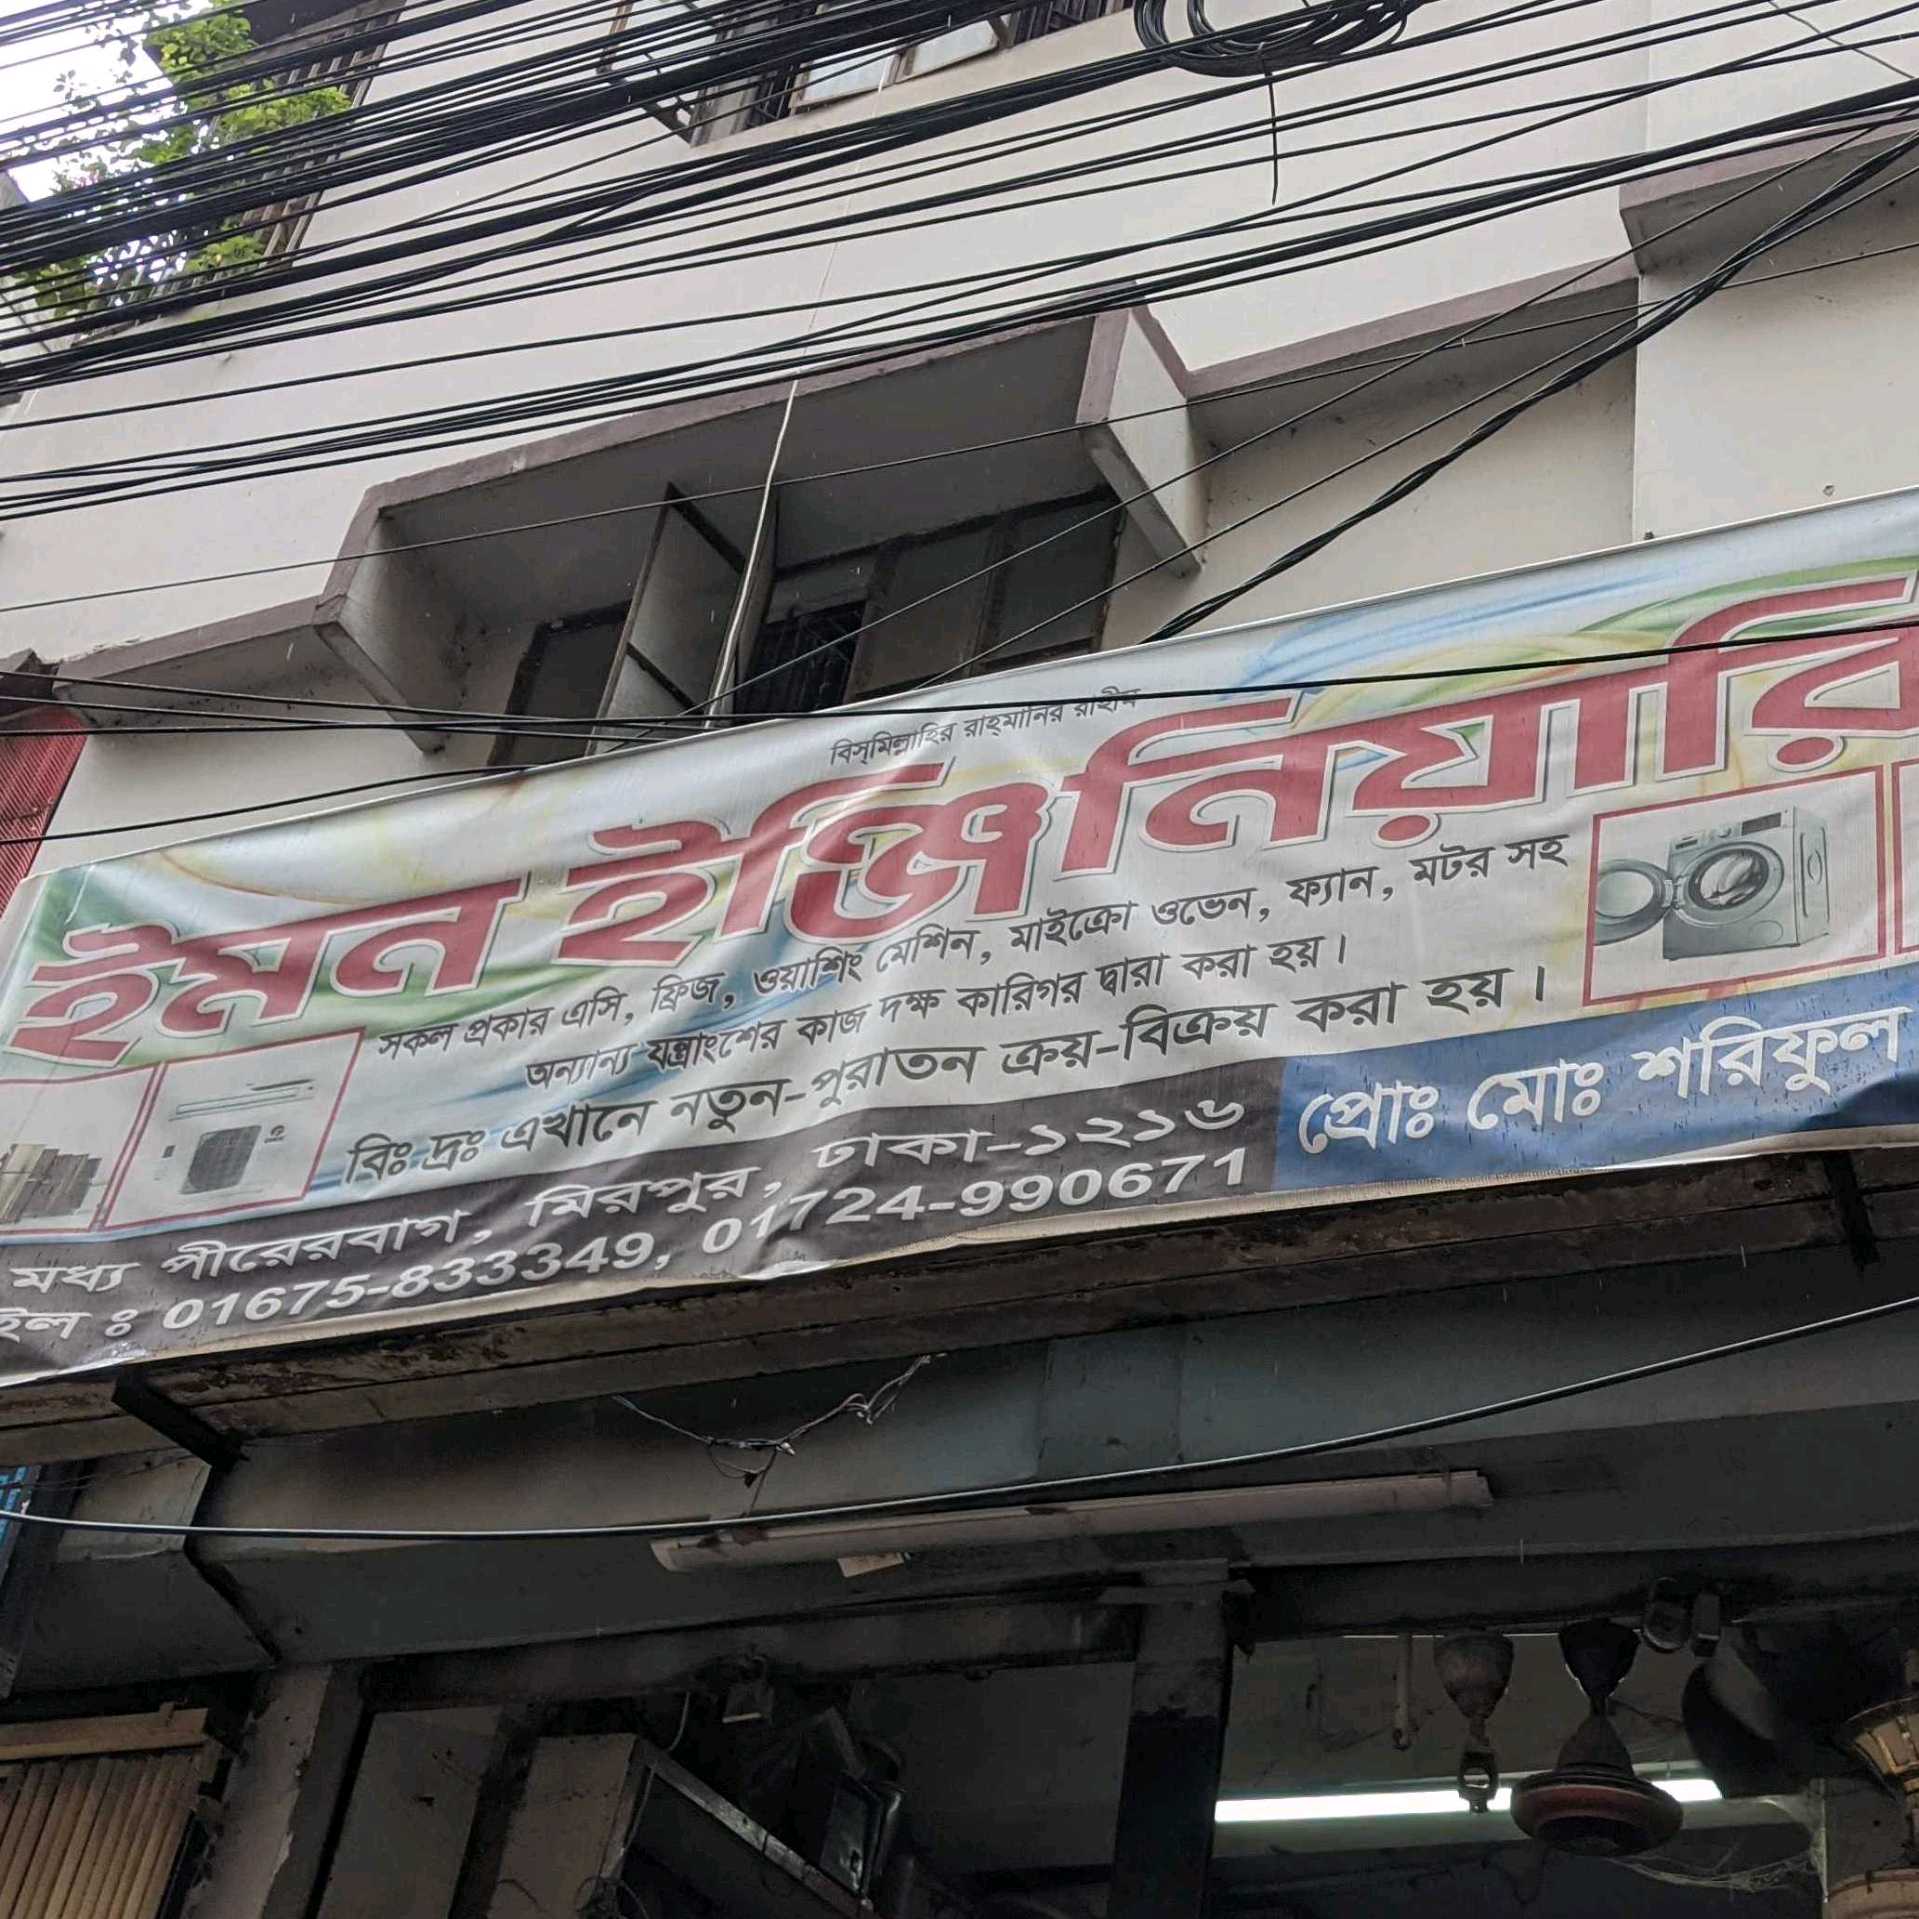 বিস্‌মিল্লাহির রাহ্‌মানির রাহীম
ইমন ইঞ্জিনিয়ারি
সকল প্রকার এসি, ফ্রিজ, ওয়াশিং মেশিন, মাইক্রো ওভেন, ফ্যান, মটর সহ
অন্যান্য যন্ত্রাংশের কাজ দক্ষ কারিগর দ্বারা করা হয়।
বিঃ দ্রঃ এখানে নতুন-পুরাতন ক্রয়-বিক্রয় করা হয়।
মধ্য পীরেরবাগ, মিরপুর, ঢাকা-১২১৬
ইল ঃ 01675-833349, 01724-990671
প্রোঃ মোঃ শরিফুল